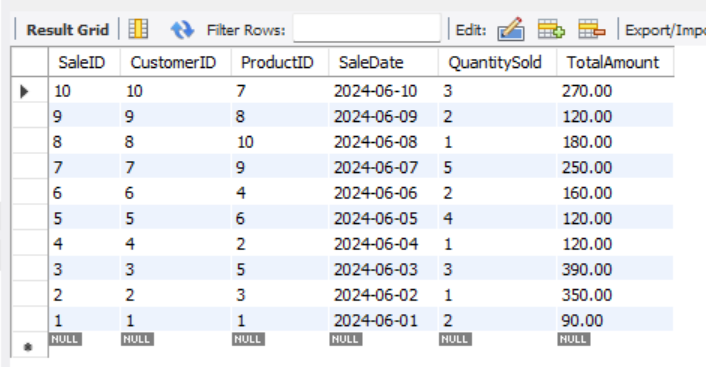 Result Grid Filter Rows: Edit: Export/Impo
SaleID CustomerID ProductID SaleDate QuantitySold TotalAmount
10 10 7 2024-06-10 3 270.00
9 9 8 2024-06-09 2 120.00
8 8 10 2024-06-08 1 180.00
7 7 9 2024-06-07 5 250.00
6 6 4 2024-06-06 2 160.00
5 5 6 2024-06-05 4 120.00
4 4 2 2024-06-04 1 120.00
3 3 5 2024-06-03 3 390.00
2 2 3 2024-06-02 1 350.00
1 1 1 2024-06-01 2 90.00
NULL NULL NULL NULL NULL NULL